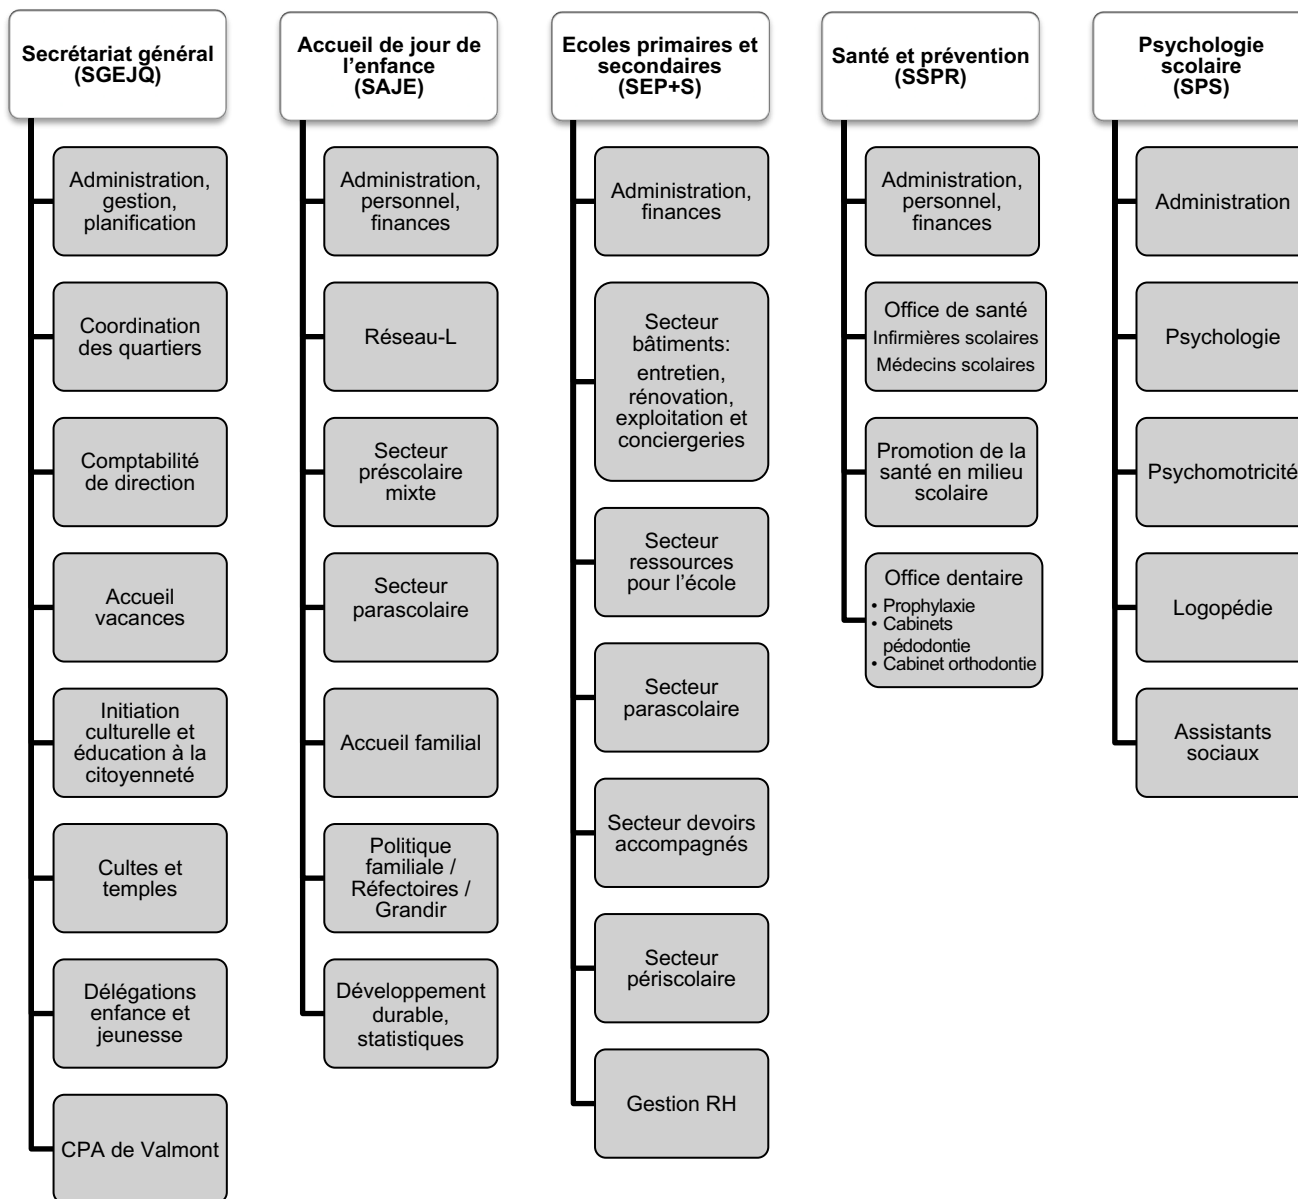 Secrétariat général
(SGEJQ)
Administration,
gestion,
planification
Coordination
des quartiers
Comptabilité
de direction
Accueil
vacances
Initiation
culturelle et
éducation à la
citoyenneté
Cultes et
temples
Délégations
enfance et
jeunesse
CPA de Valmont
Accueil de jour de
l’enfance
(SAJE)
Administration,
personnel,
finances
Réseau-L
Secteur
préscolaire
mixte
Secteur
parascolaire
Accueil familial
Politique
familiale /
Réfectoires /
Grandir
Développement
durable,
statistiques
Ecoles primaires et
secondaires
(SEP+S)
Administration,
finances
Secteur
bâtiments:
entretien,
rénovation,
exploitation et
conciergeries
Secteur
ressources
pour l’école
Secteur
parascolaire
Secteur devoirs
accompagnés
Secteur
périscolaire
Gestion RH
Santé et prévention
(SSPR)
Administration,
personnel,
finances
Office de santé
Infirmières scolaires
Médecins scolaires
Promotion de la
santé en milieu
scolaire
Office dentaire
• Prophylaxie
• Cabinets
pédodontie
• Cabinet orthodontie
Psychologie
scolaire
(SPS)
Administration
Psychologie
Psychomotricité
Logopédie
Assistants
sociaux